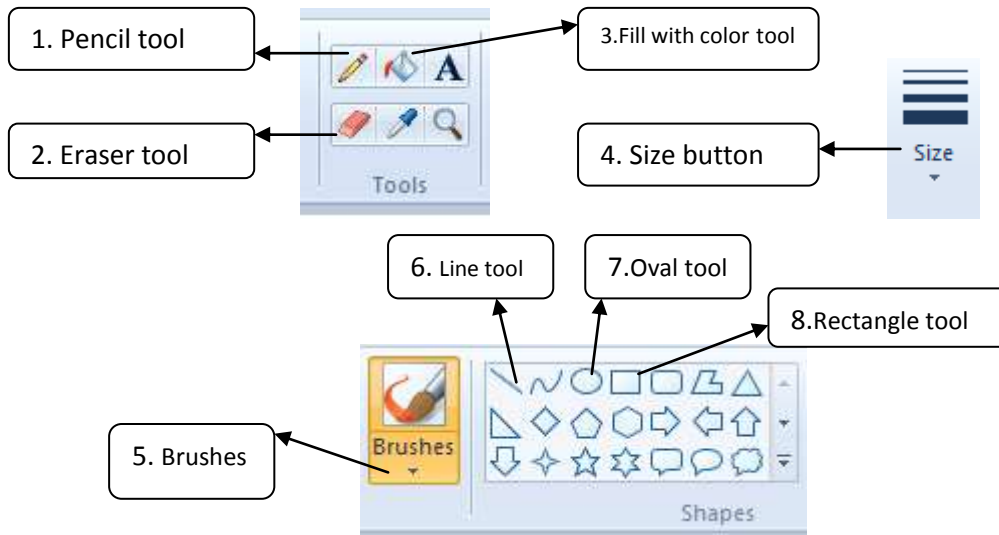 1. Pencil tool
3.Fill with color tool
A
2. Eraser tool
4. Size button
Size
Tools
6. Line tool
7.Oval tool
8.Rectangle tool
5. Brushes
Brushes
Shapes